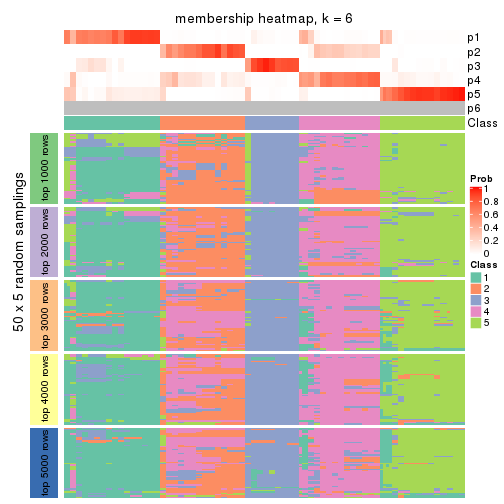 membership heatmap, k = 6
p1
p2
p3
p4
p5
p6
Class
50 x 5 random samplings
top 1000 rows
top 2000 rows
top 3000 rows
top 4000 rows
top 5000 rows
Prob
1
0.8
0.6
0.4
0.2
0
Class
1
2
3
4
5